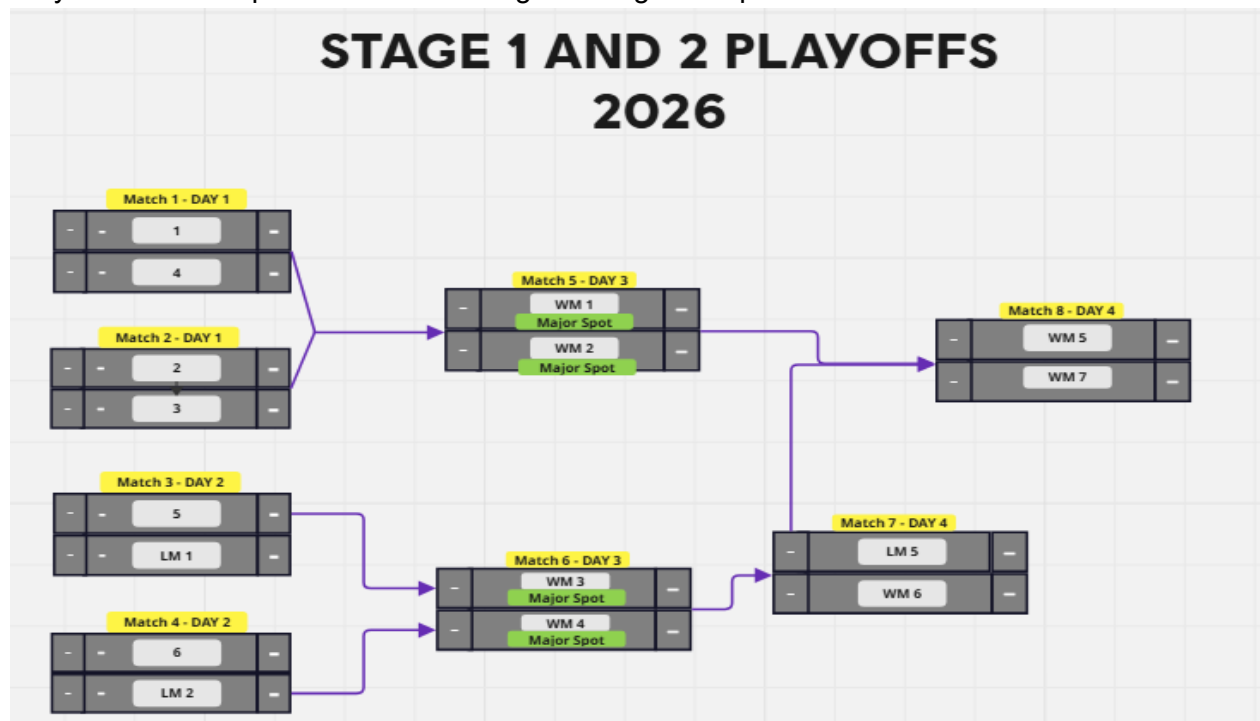 STAGE 1 AND 2 PLAYOFFS
2026
Match 1 - DAY 1
- - 1 -
- - 4 -
Match 2 - DAY 1
- - 2 -
- - 3 -
Match 3 - DAY 2
- - 5 -
- - LM 1 -
Match 4 - DAY 2
- - 6 -
- - LM 2 -
Match 5 - DAY 3
- WM 1 -
Major Spot
- WM 2 -
Major Spot
Match 6 - DAY 3
- WM 3 -
Major Spot
- WM 4 -
Major Spot
Match 7 - DAY 4
- LM 5 -
- WM 6 -
Match 8 - DAY 4
- WM 5 -
- WM 7 -